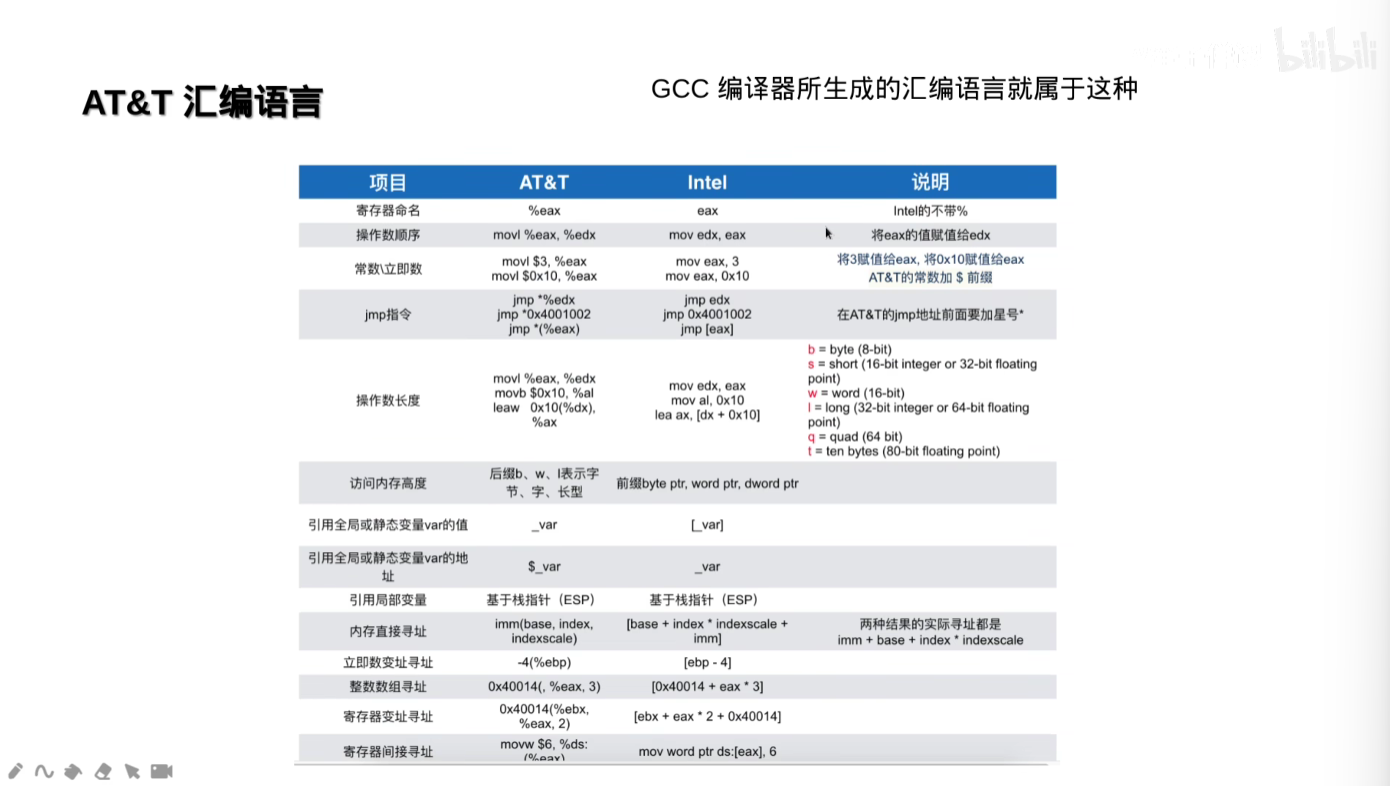 bilibili
AT&T 汇编语言
GCC 编译器所生成的汇编语言就属于这种
项目 AT&T Intel 说明
寄存器命名 %eax eax Intel的不带%
操作数顺序 movl %eax, %edx mov edx, eax 将eax的值赋值给edx
常数\立即数
movl $3, %eax
movl $0x10, %eax
mov eax, 3
mov eax, 0x10
将3赋值给eax, 将0x10赋值给eax
AT&T的常数加 $ 前缀
jmp指令
jmp *%edx
jmp *0x4001002
jmp *(%eax)
jmp edx
jmp 0x4001002
jmp [eax]
在AT&T的jmp地址前面要加星号*
操作数长度
movl %eax, %edx
movb $0x10, %al
leaw 0x10(%dx),
%ax
mov edx, eax
mov al, 0x10
lea ax, [dx + 0x10]
b = byte (8-bit)
s = short (16-bit integer or 32-bit floating
point)
w = word (16-bit)
l = long (32-bit integer or 64-bit floating
point)
q = quad (64 bit)
t = ten bytes (80-bit floating point)
访问内存高度
后缀b、w、l表示字
节、字、长型
前缀byte ptr, word ptr, dword ptr
引用全局或静态变量var的值 _var [_var]
引用全局或静态变量var的地
址
$_var
_var
引用局部变量 基于栈指针（ESP） 基于栈指针（ESP）
内存直接寻址
imm(base, index,
indexscale)
[base + index * indexscale +
imm]
两种结果的实际寻址都是
imm + base + index * indexscale
立即数变址寻址 -4(%ebp) [ebp - 4]
整数数组寻址 0x40014(, %eax, 3) [0x40014 + eax * 3]
寄存器变址寻址
0x40014(%ebx,
%eax, 2)
[ebx + eax * 2 + 0x40014]
寄存器间接寻址
movw $6, %ds:
(%eax)
mov word ptr ds:[eax], 6